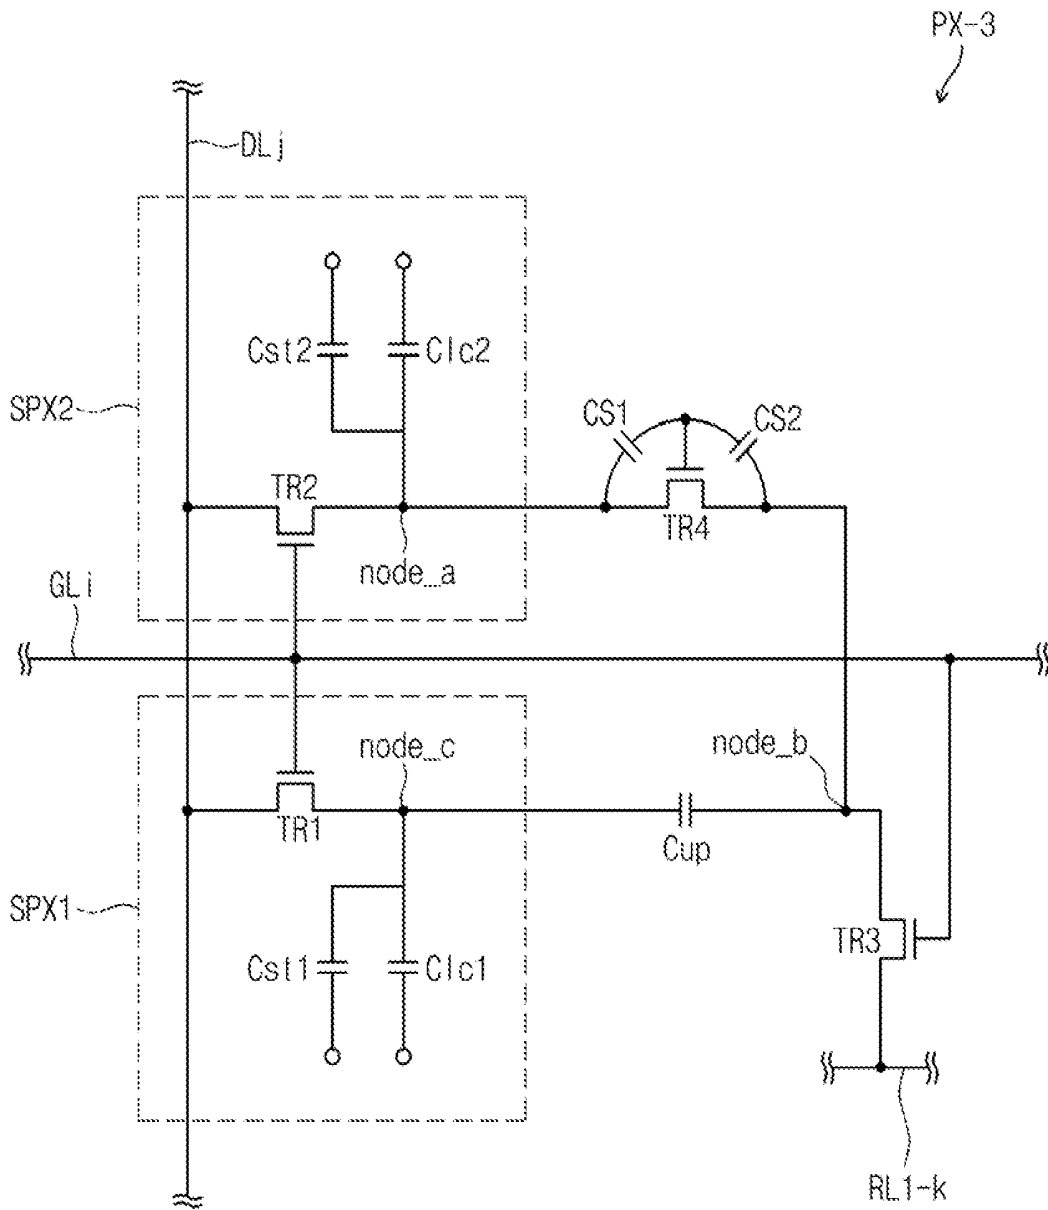 PX-3
DLj
Cst2
Clc2
SPX2
CS1
CS2
TR2
TR4
node_a
GLi
node_c
node_b
TR1
Cup
SPX1
TR3
Cst1
Clc1
RL1-k